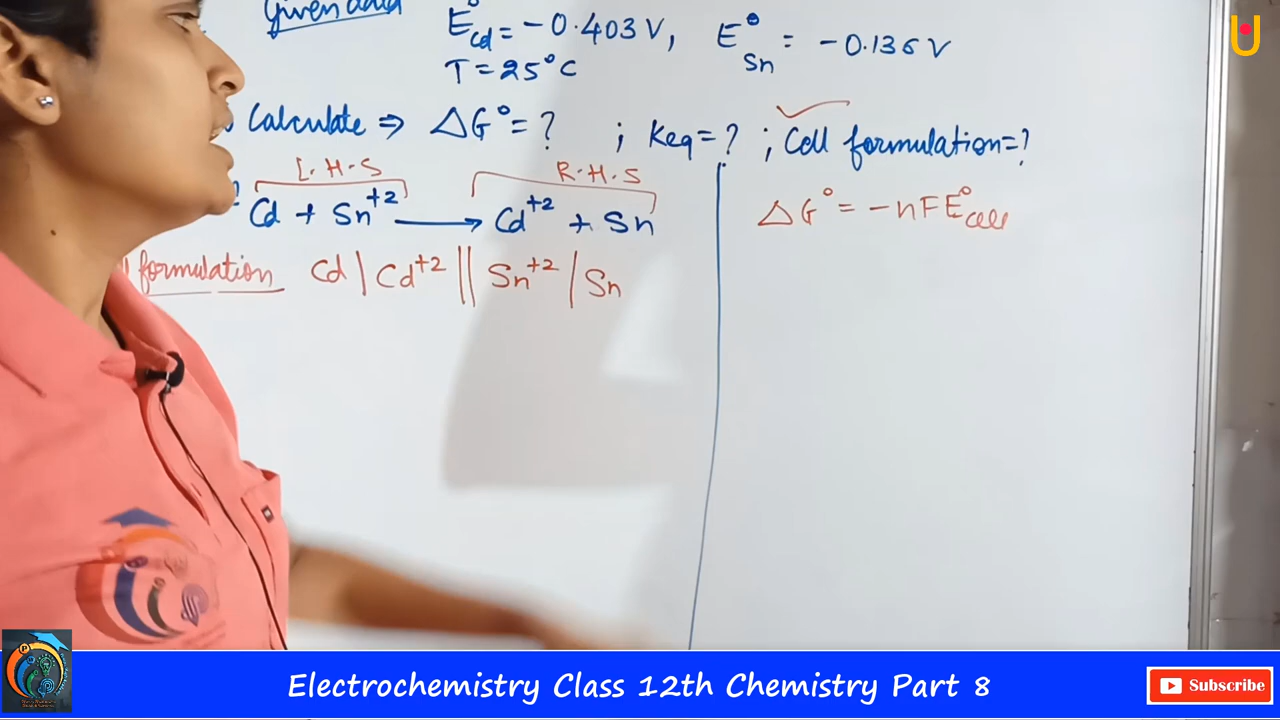 Given data
E°Cd = -0.403 V, E°Sn = -0.136 V
T = 25°C
Calculate ⇒ ΔG° = ? ; Keq = ? ; Cell formulation = ?
L.H.S R.H.S
Cd + Sn+2 ⟶ Cd+2 + Sn
ΔG° = -nFE°cell
formulation Cd | Cd+2 || Sn+2 | Sn
Electrochemistry Class 12th Chemistry Part 8
Subscribe